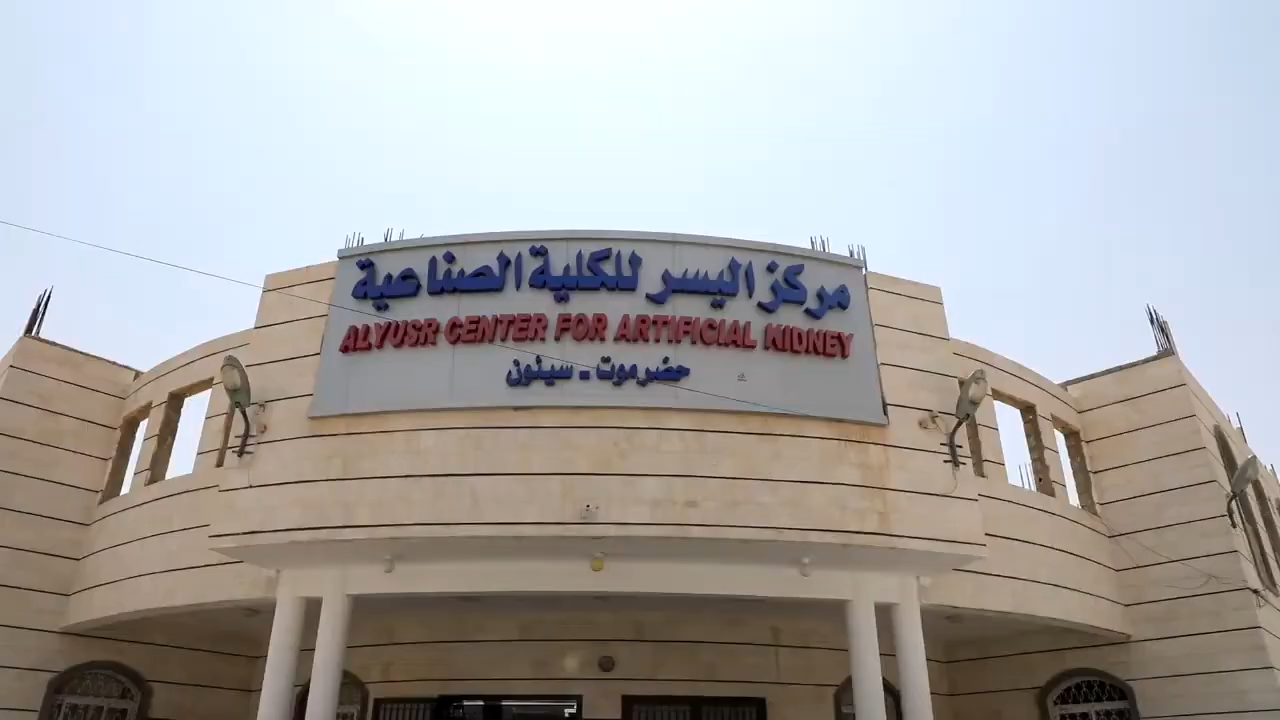 مركز اليسر للكلية الصناعية
ALYUSR CENTER FOR ARTIFICIAL KIDNEY
حضرموت - سيئون